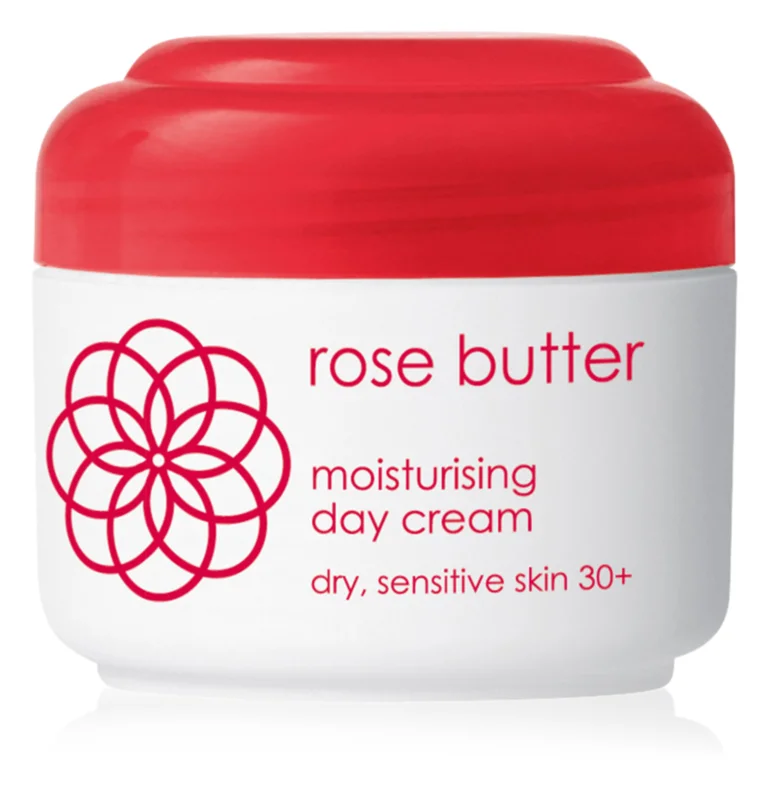 rose butter
moisturising
day cream
dry, sensitive skin 30+